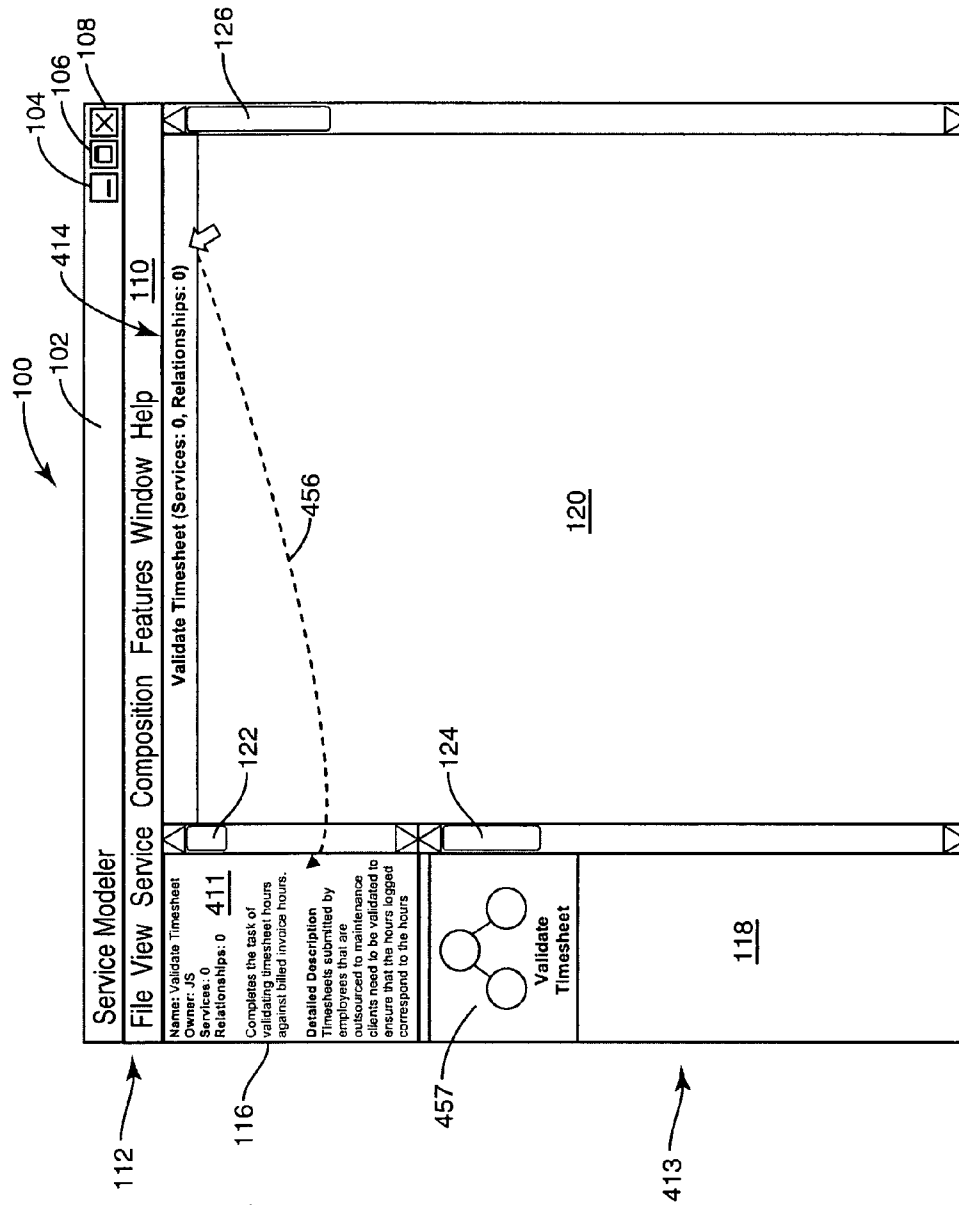 100
102
414
104
106
108
Service Modeler
112
File View Service Composition Features Window Help 110
Name: Validate Timesheet
Owner: JS
Services: 0
Relationships: 0 411
Completes the task of
validating timesheet hours
against billed invoice hours.
Detailed Description
Timesheets submitted by
employees that are
outsourced to maintenance
clients need to be validated to
ensure that the hours logged
correspond to the hours
116
122
Validate Timesheet (Services: 0, Relationships: 0)
126
456
457
Validate
Timesheet
124
120
118
413